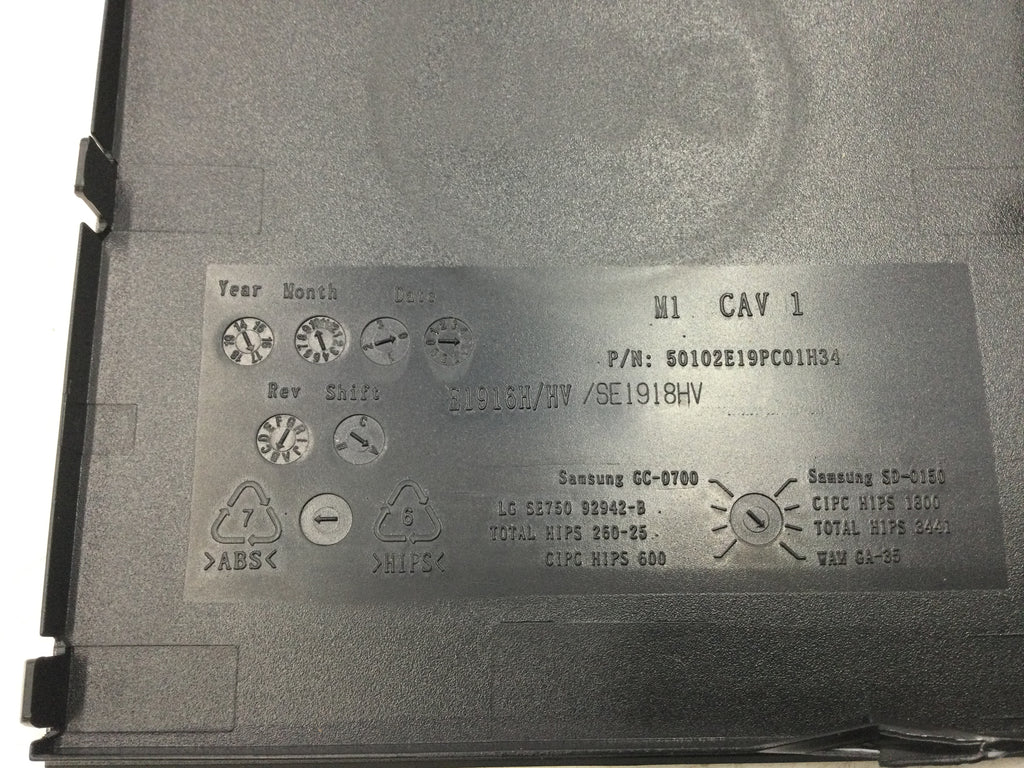 Year Month Date
M1 CAV 1
P/N: 50102E19PC01H34
E1916H/HV /SE1918HV
Rev Shift
Samsung GC-0700
Samsung SD-0150
LG SE750 92942-B
CIPC HIPS 1800
TOTAL HIPS 250-25
TOTAL HIPS 3441
CIPC HIPS 600
WAM GA-35
7
6
>ABS<
>HIPS<